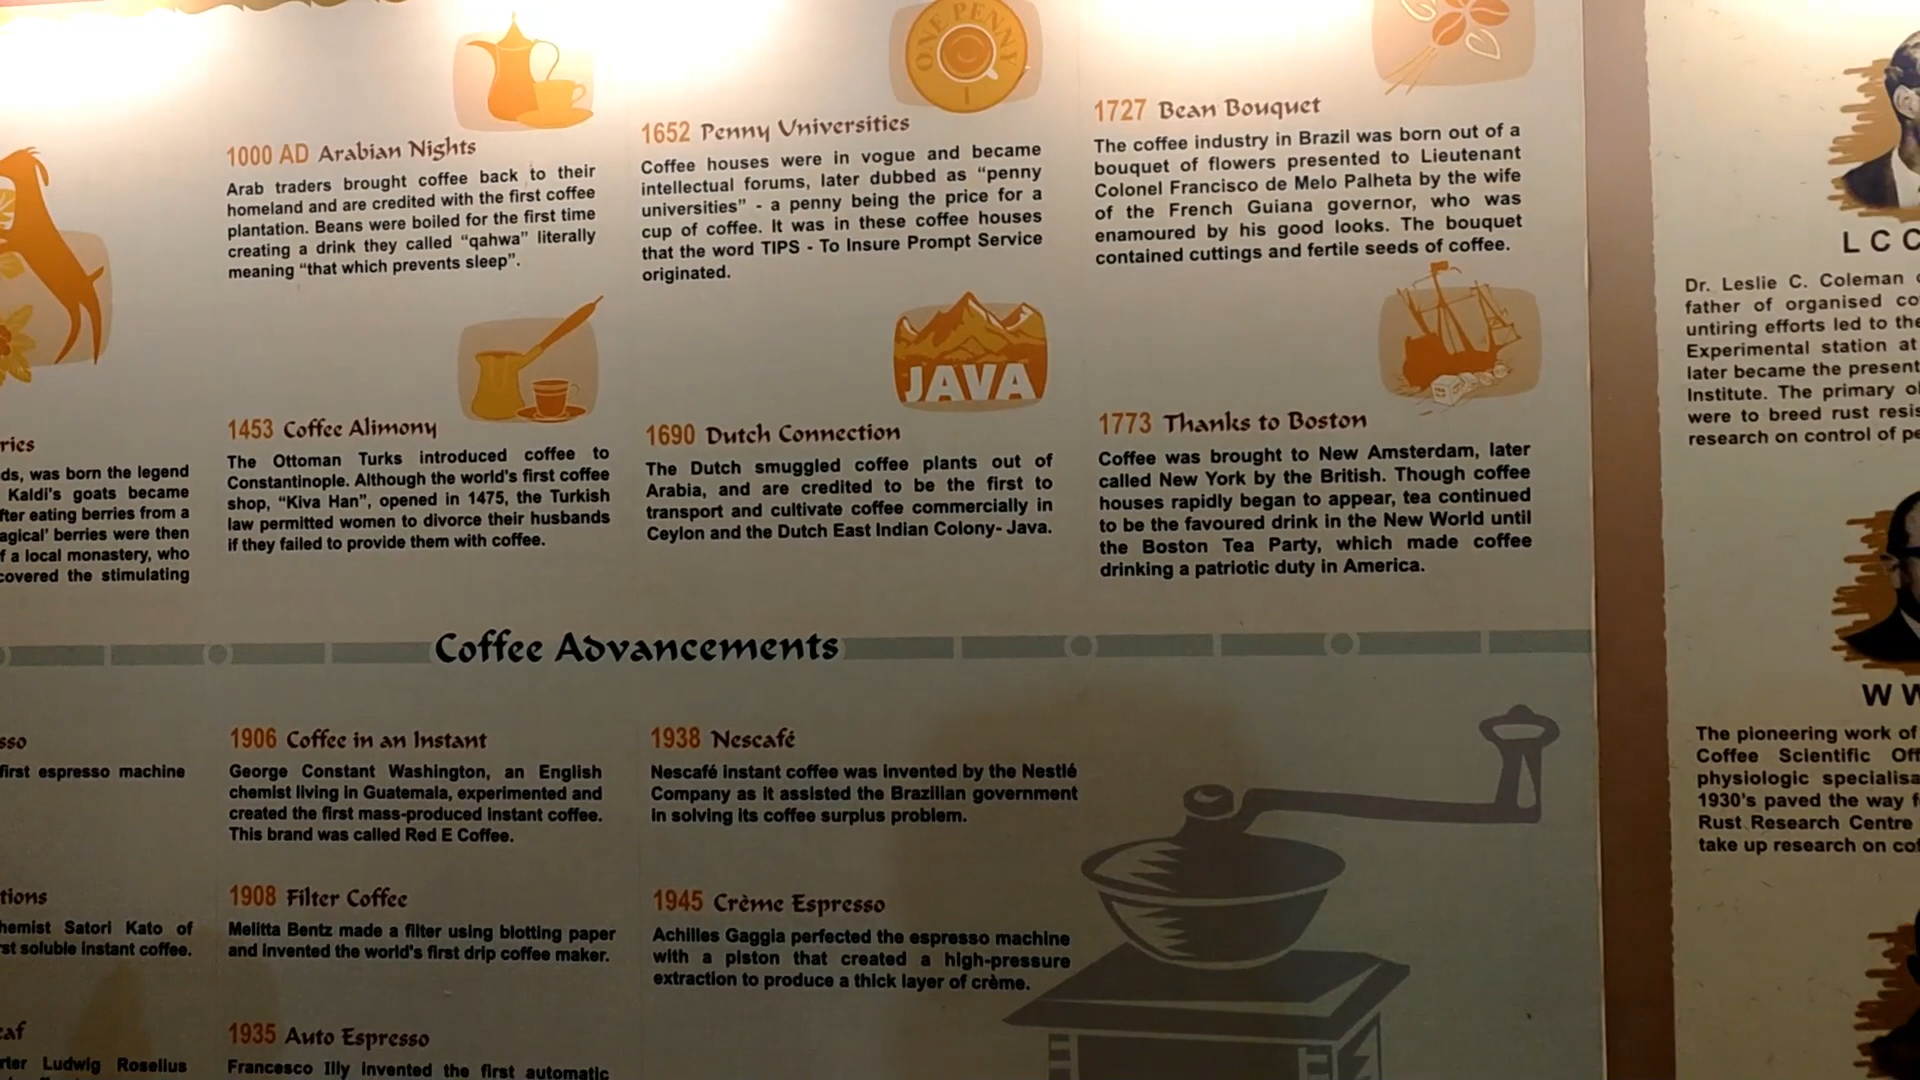 ONE PENNY
1
1000 AD Arabian Nights
Arab traders brought coffee back to their
homeland and are credited with the first coffee
plantation. Beans were boiled for the first time
creating a drink they called "qahwa" literally
meaning "that which prevents sleep".
1652 Penny Universities
Coffee houses were in vogue and became
intellectual forums, later dubbed as "penny
universities" - a penny being the price for a
cup of coffee. It was in these coffee houses
that the word TIPS - To Insure Prompt Service
originated.
1727 Bean Bouquet
The coffee industry in Brazil was born out of a
bouquet of flowers presented to Lieutenant
Colonel Francisco de Melo Palheta by the wife
of the French Guiana governor, who was
enamoured by his good looks. The bouquet
contained cuttings and fertile seeds of coffee.
ries
ds, was born the legend
Kaldi's goats became
fter eating berries from a
agical' berries were then
f a local monastery, who
covered the stimulating
1453 Coffee Alimony
The Ottoman Turks introduced coffee to
Constantinople. Although the world's first coffee
shop, "Kiva Han", opened in 1475, the Turkish
law permitted women to divorce their husbands
if they failed to provide them with coffee.
JAVA
1690 Dutch Connection
The Dutch smuggled coffee plants out of
Arabia, and are credited to be the first to
transport and cultivate coffee commercially in
Ceylon and the Dutch East Indian Colony- Java.
1773 Thanks to Boston
Coffee was brought to New Amsterdam, later
called New York by the British. Though coffee
houses rapidly began to appear, tea continued
to be the favoured drink in the New World until
the Boston Tea Party, which made coffee
drinking a patriotic duty in America.
Coffee Advancements
sso
first espresso machine
tions
hemist Satori Kato of
rst soluble instant coffee.
caf
rter Ludwig Roselius
1906 Coffee in an Instant
George Constant Washington, an English
chemist living in Guatemala, experimented and
created the first mass-produced instant coffee.
This brand was called Red E Coffee.
1908 Filter Coffee
Melitta Bentz made a filter using blotting paper
and invented the world's first drip coffee maker.
1935 Auto Espresso
Francesco Illy invented the first automatic
1938 Nescafé
Nescafé instant coffee was invented by the Nestlé
Company as it assisted the Brazilian government
in solving its coffee surplus problem.
1945 Crème Espresso
Achilles Gaggia perfected the espresso machine
with a piston that created a high-pressure
extraction to produce a thick layer of crème.
L C C
Dr. Leslie C. Coleman
father of organised co
untiring efforts led to the
Experimental station at
later became the present
Institute. The primary
were to breed rust resis
research on control of pe
W W
The pioneering work of
Coffee Scientific Off
physiologic specialisa
1930's paved the way f
Rust Research Centre
take up research on cof